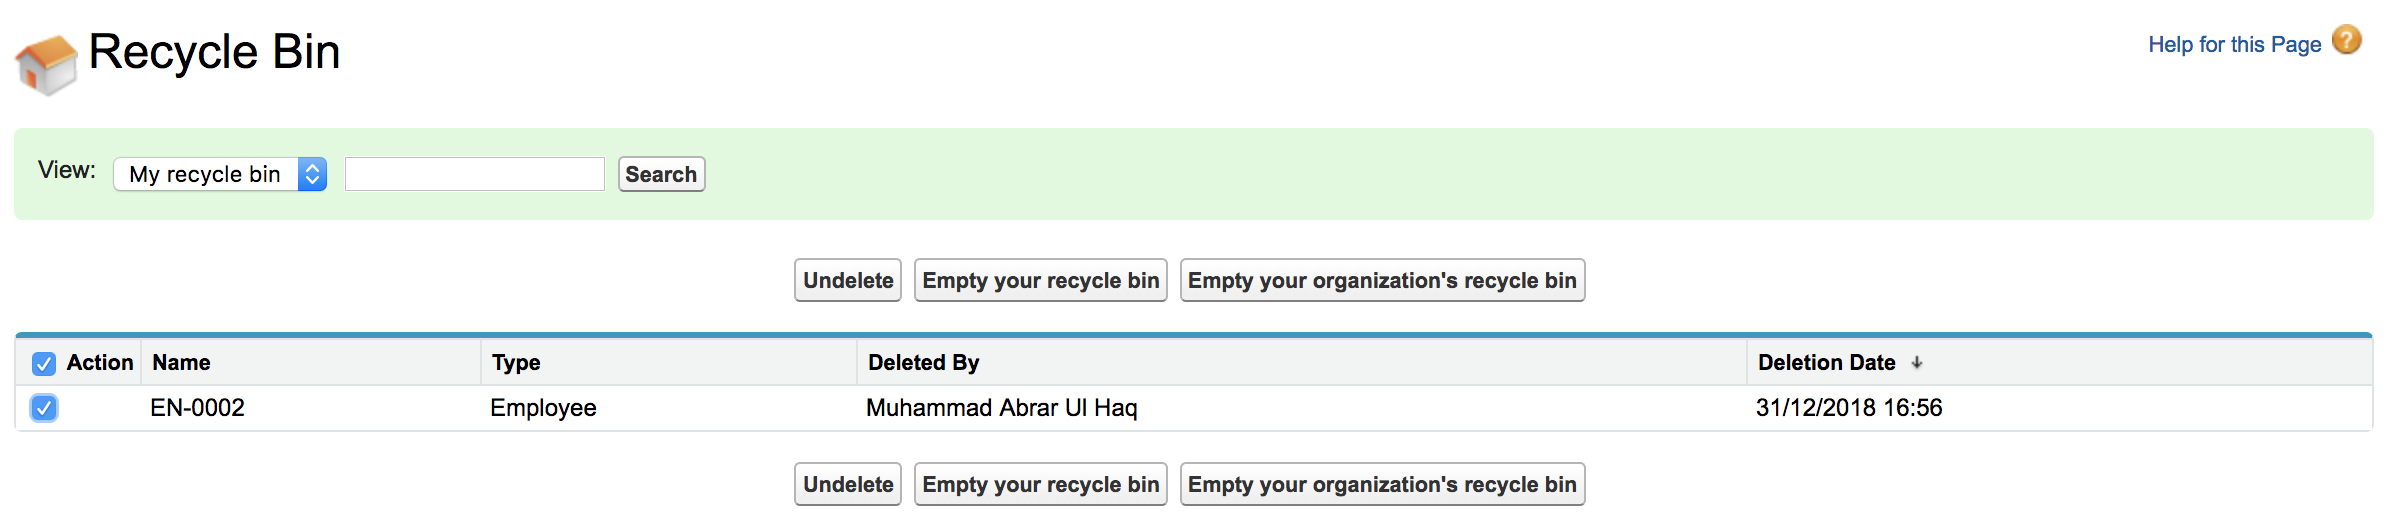 Recycle Bin
Help for this Page ?
View: My recycle bin Search
Undelete Empty your recycle bin Empty your organization's recycle bin
Action Name Type Deleted By Deletion Date
EN-0002 Employee Muhammad Abrar Ul Haq 31/12/2018 16:56
Undelete Empty your recycle bin Empty your organization's recycle bin